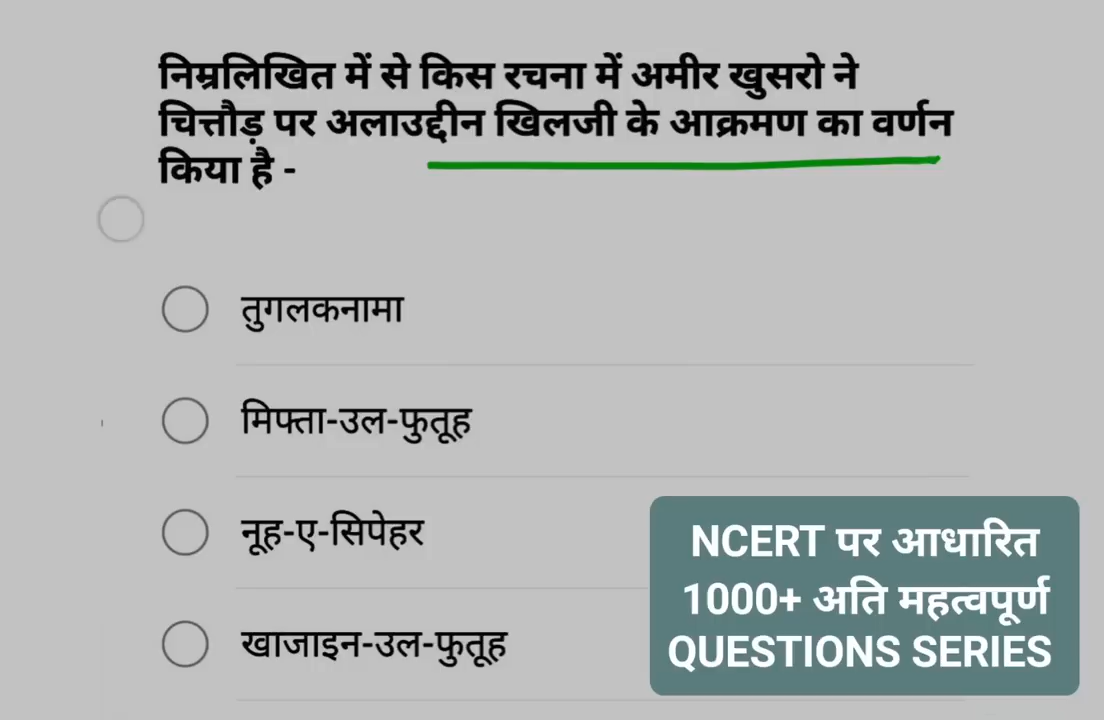 निम्रलिखित में से किस रचना में अमीर खुसरो ने
चित्तौड़ पर अलाउद्दीन खिलजी के आक्रमण का वर्णन
किया है -
तुगलकनामा
मिफ्ता-उल-फुतूह
नूह-ए-सिपेहर
खाजाइन-उल-फुतूह
NCERT पर आधारित
1000+ अति महत्वपूर्ण
QUESTIONS SERIES